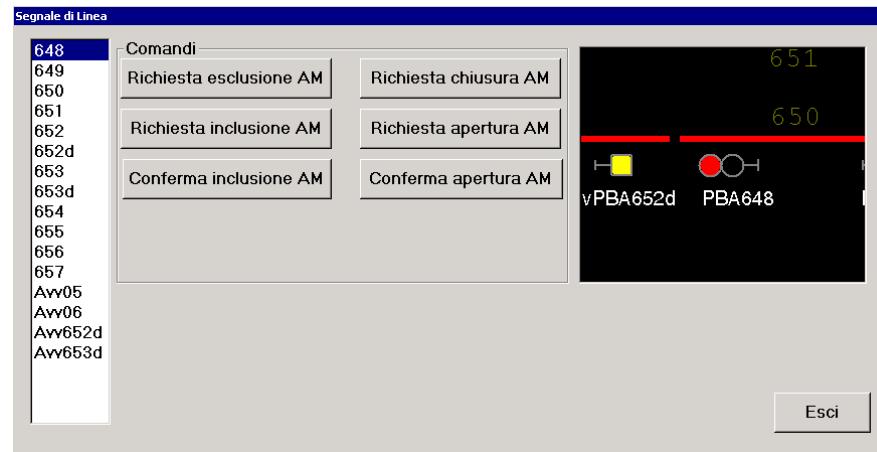 Segnale di Linea
648
649
650
651
652
652d
653
653d
654
655
656
657
Avv05
Avv06
Avv652d
Avv653d
Comandi
Richiesta esclusione AM
Richiesta chiusura AM
Richiesta inclusione AM
Richiesta apertura AM
Conferma inclusione AM
Conferma apertura AM
651
650
vPBA652d
PBA648
Esci